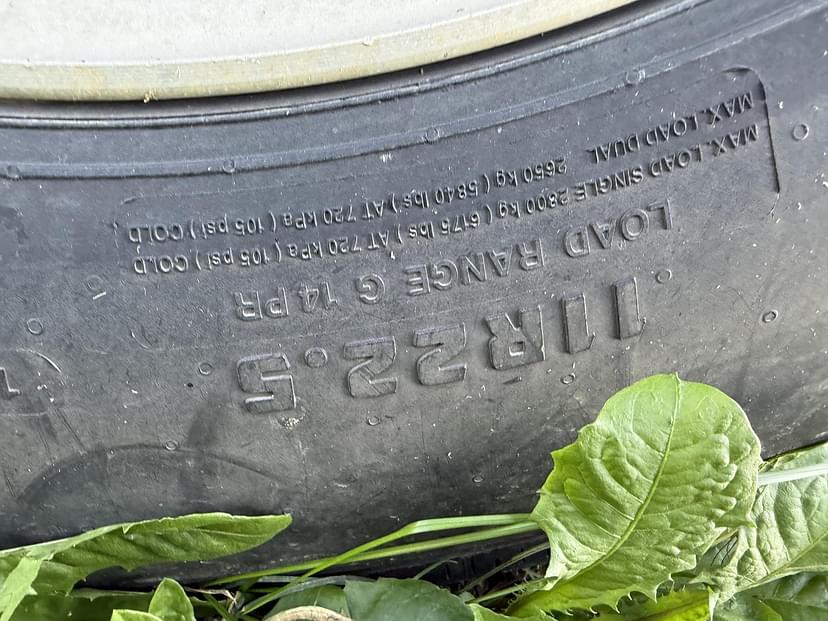 11R22.5
LOAD RANGE G 14 PR
MAX. LOAD SINGLE 2800 kg ( 6175 lbs ) AT 720 kPa ( 105 psi ) COLD
MAX. LOAD DUAL 2650 kg ( 5840 lbs ) AT 720 kPa ( 105 psi ) COLD